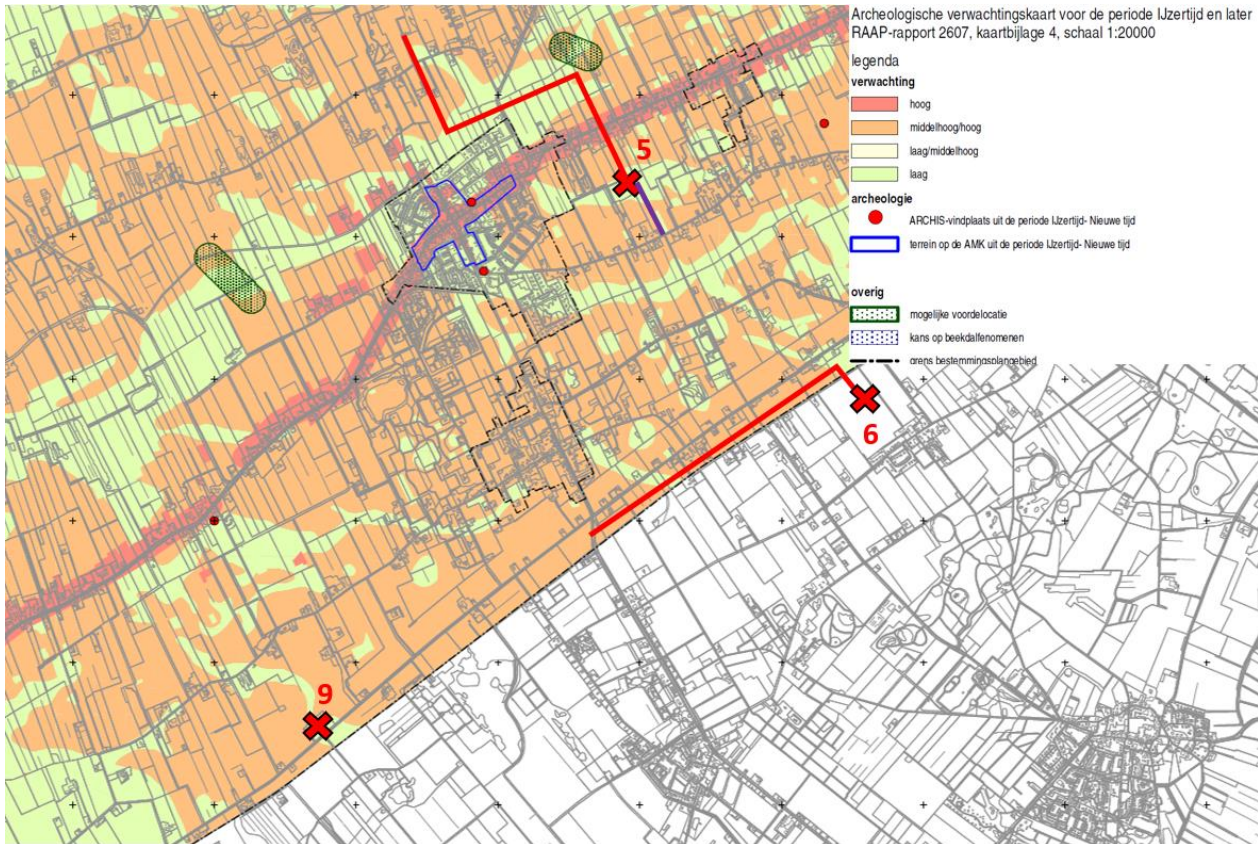 Archeologische verwachtingskaart voor de periode IJzertijd en later
RAAP-rapport 2607, kaartbijlage 4, schaal 1:20000
legenda
verwachting
hoog
middelhoog/hoog
laag/middelhoog
laag
archeologie
ARCHIS-vindplaats uit de periode IJzertijd- Nieuwe tijd
terrein op de AMK uit de periode IJzertijd- Nieuwe tijd
overig
mogelijke voordelocatie
kans op beekdalfenomenen
grens bestemmingsplangebied
5
6
9